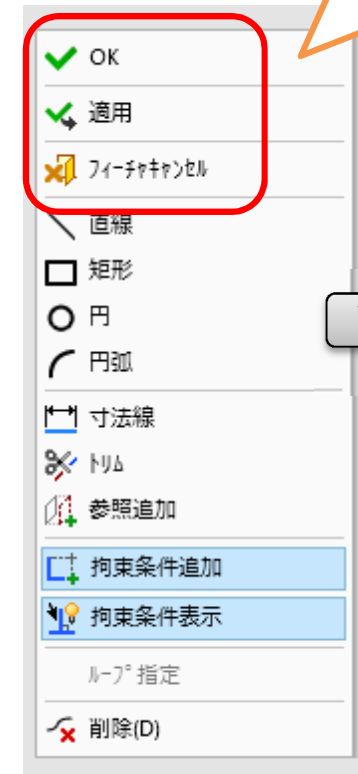 OK
適用
ﾌｨｰﾁｬｷｬﾝｾﾙ
直線
矩形
円
円弧
寸法線
ﾄﾘﾑ
参照追加
拘束条件追加
拘束条件表示
ﾙｰﾌﾟ指定
削除(D)